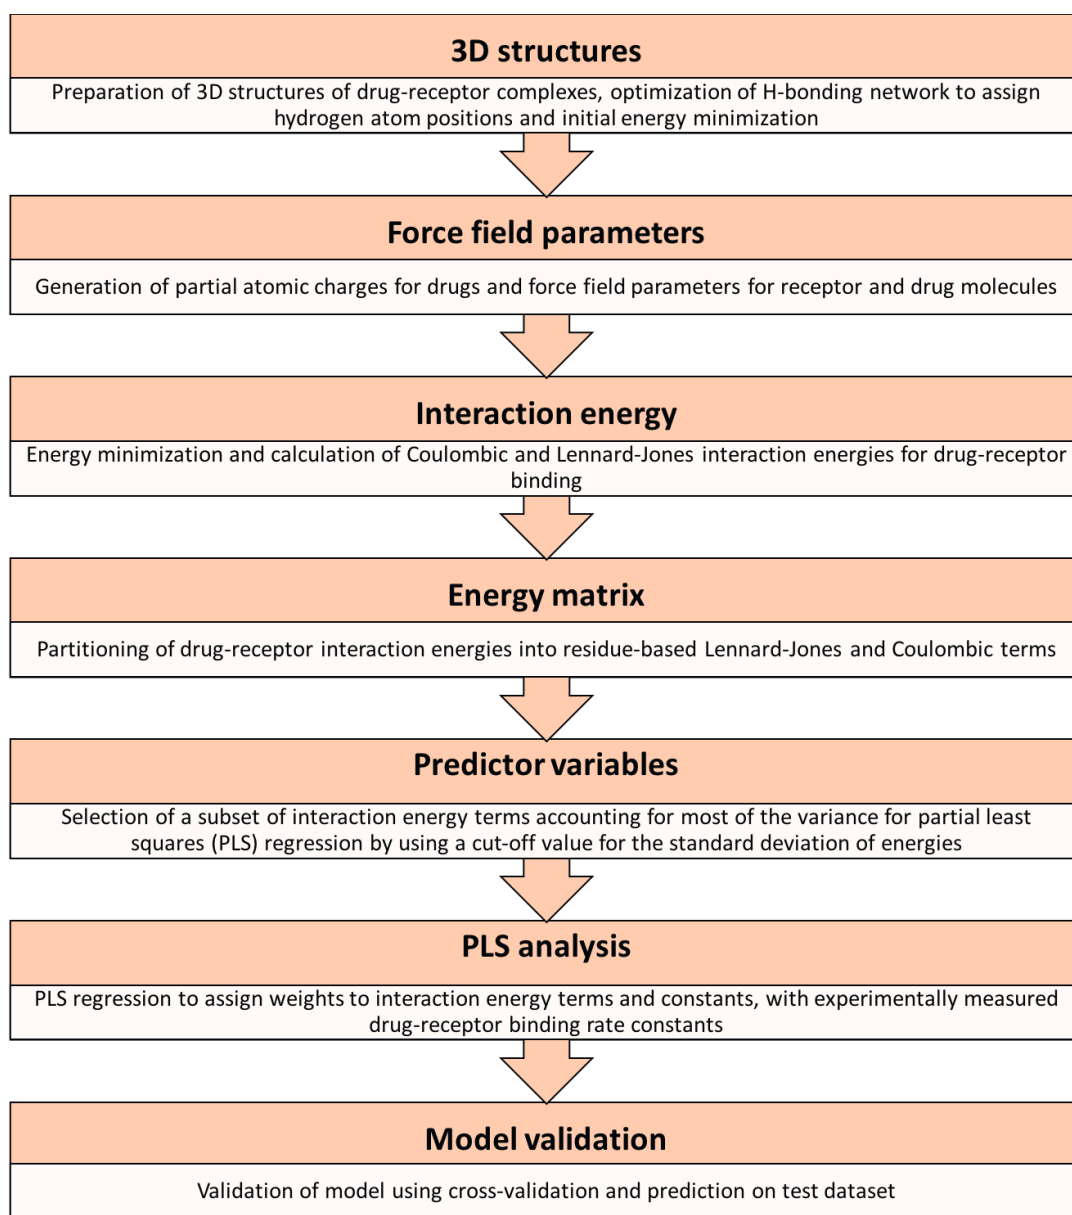 3D structures
Preparation of 3D structures of drug-receptor complexes, optimization of H-bonding network to assign
hydrogen atom positions and initial energy minimization
Force field parameters
Generation of partial atomic charges for drugs and force field parameters for receptor and drug molecules
Interaction energy
Energy minimization and calculation of Coulombic and Lennard-Jones interaction energies for drug-receptor
binding
Energy matrix
Partitioning of drug-receptor interaction energies into residue-based Lennard-Jones and Coulombic terms
Predictor variables
Selection of a subset of interaction energy terms accounting for most of the variance for partial least
squares (PLS) regression by using a cut-off value for the standard deviation of energies
PLS analysis
PLS regression to assign weights to interaction energy terms and constants, with experimentally measured
drug-receptor binding rate constants
Model validation
Validation of model using cross-validation and prediction on test dataset